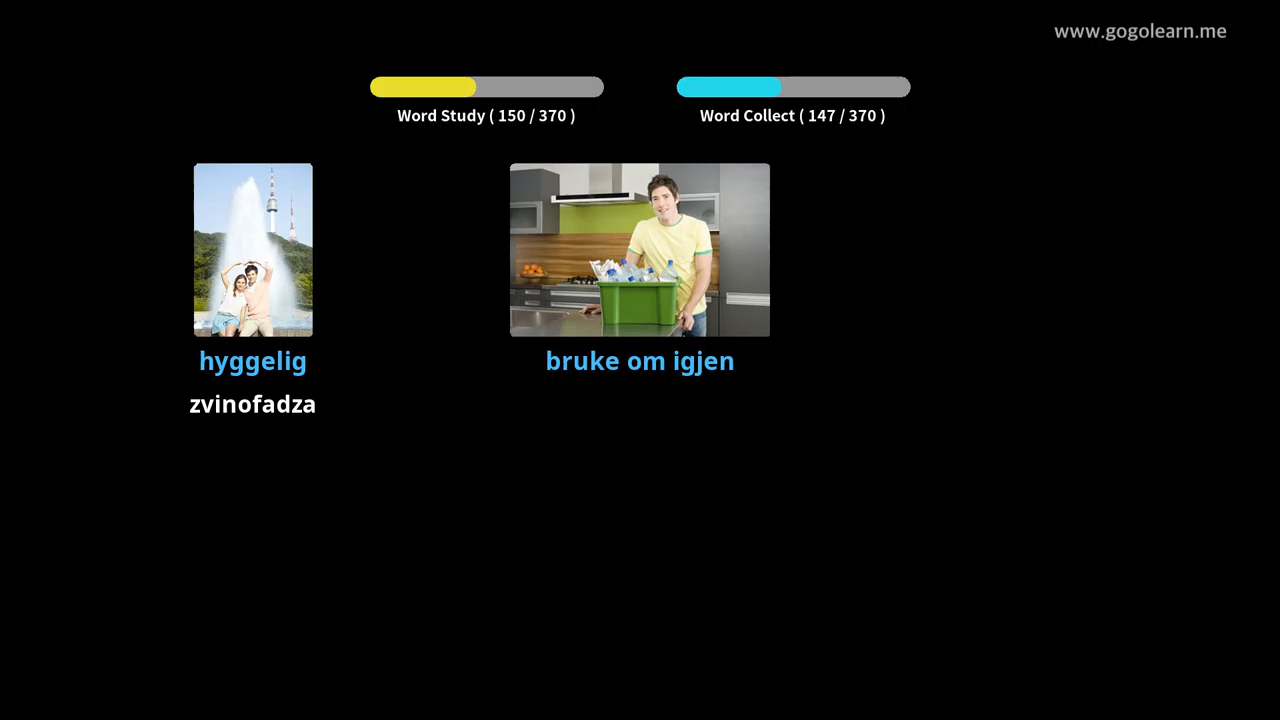 www.gogolearn.me
Word Study ( 150 / 370 )
Word Collect ( 147 / 370 )
hyggelig
bruke om igjen
zvinofadza